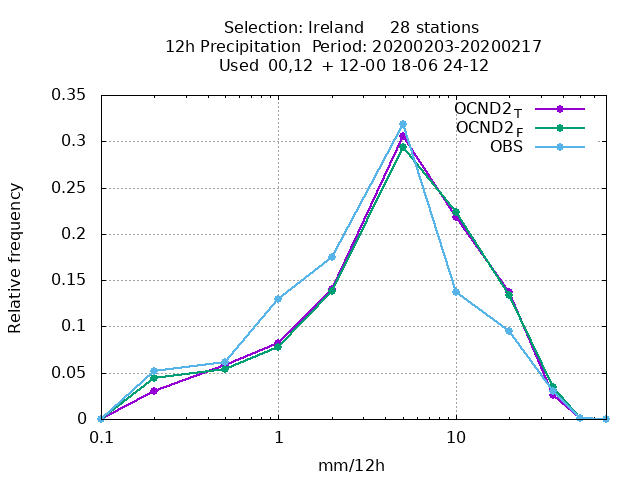 Selection: Ireland 28 stations
12h Precipitation Period: 20200203-20200217
Used 00,12 + 12-00 18-06 24-12
OCND2T
OCND2F
OBS
0.35
0.3
0.25
0.2
0.15
0.1
0.05
0
Relative frequency
0.1 1 10
mm/12h